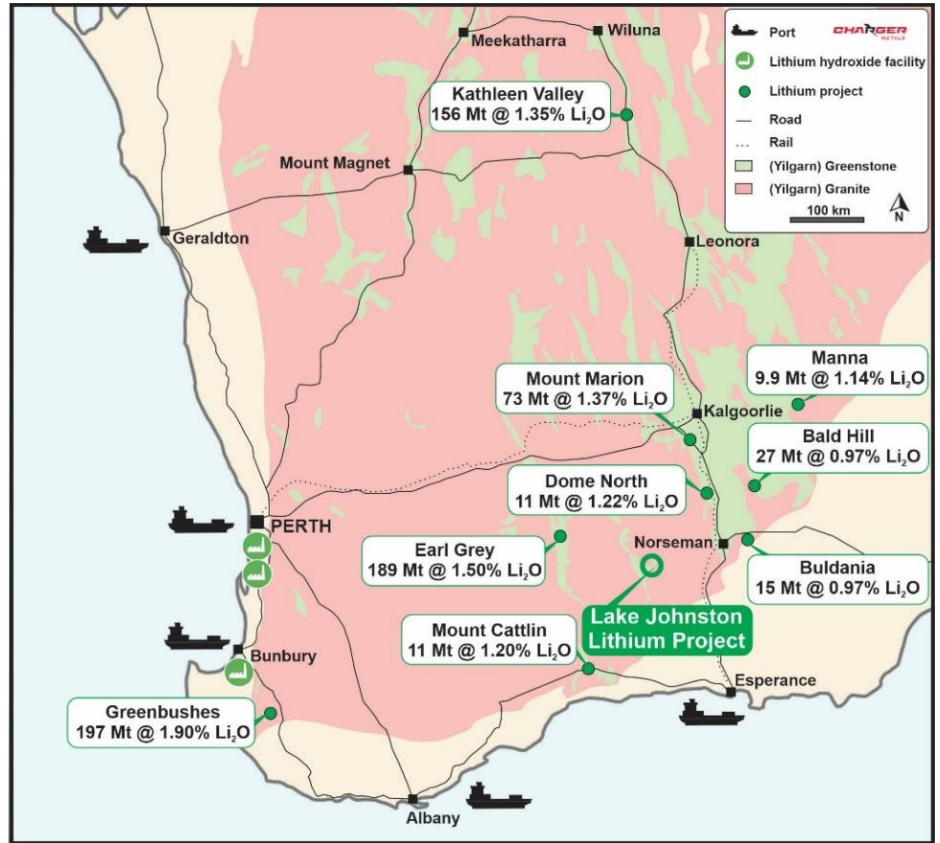 Port
CHARGER
METALS
Lithium hydroxide facility
Lithium project
Road
Rail
(Yilgarn) Greenstone
(Yilgarn) Granite
100 km
N
Meekatharra
Wiluna
Kathleen Valley
156 Mt @ 1.35% Li₂O
Mount Magnet
Geraldton
Leonora
Manna
9.9 Mt @ 1.14% Li₂O
Mount Marion
73 Mt @ 1.37% Li₂O
Kalgoorlie
Bald Hill
27 Mt @ 0.97% Li₂O
Dome North
11 Mt @ 1.22% Li₂O
PERTH
Norseman
Earl Grey
189 Mt @ 1.50% Li₂O
Buldania
15 Mt @ 0.97% Li₂O
Lake Johnston
Lithium Project
Mount Cattlin
11 Mt @ 1.20% Li₂O
Bunbury
Esperance
Greenbushes
197 Mt @ 1.90% Li₂O
Albany